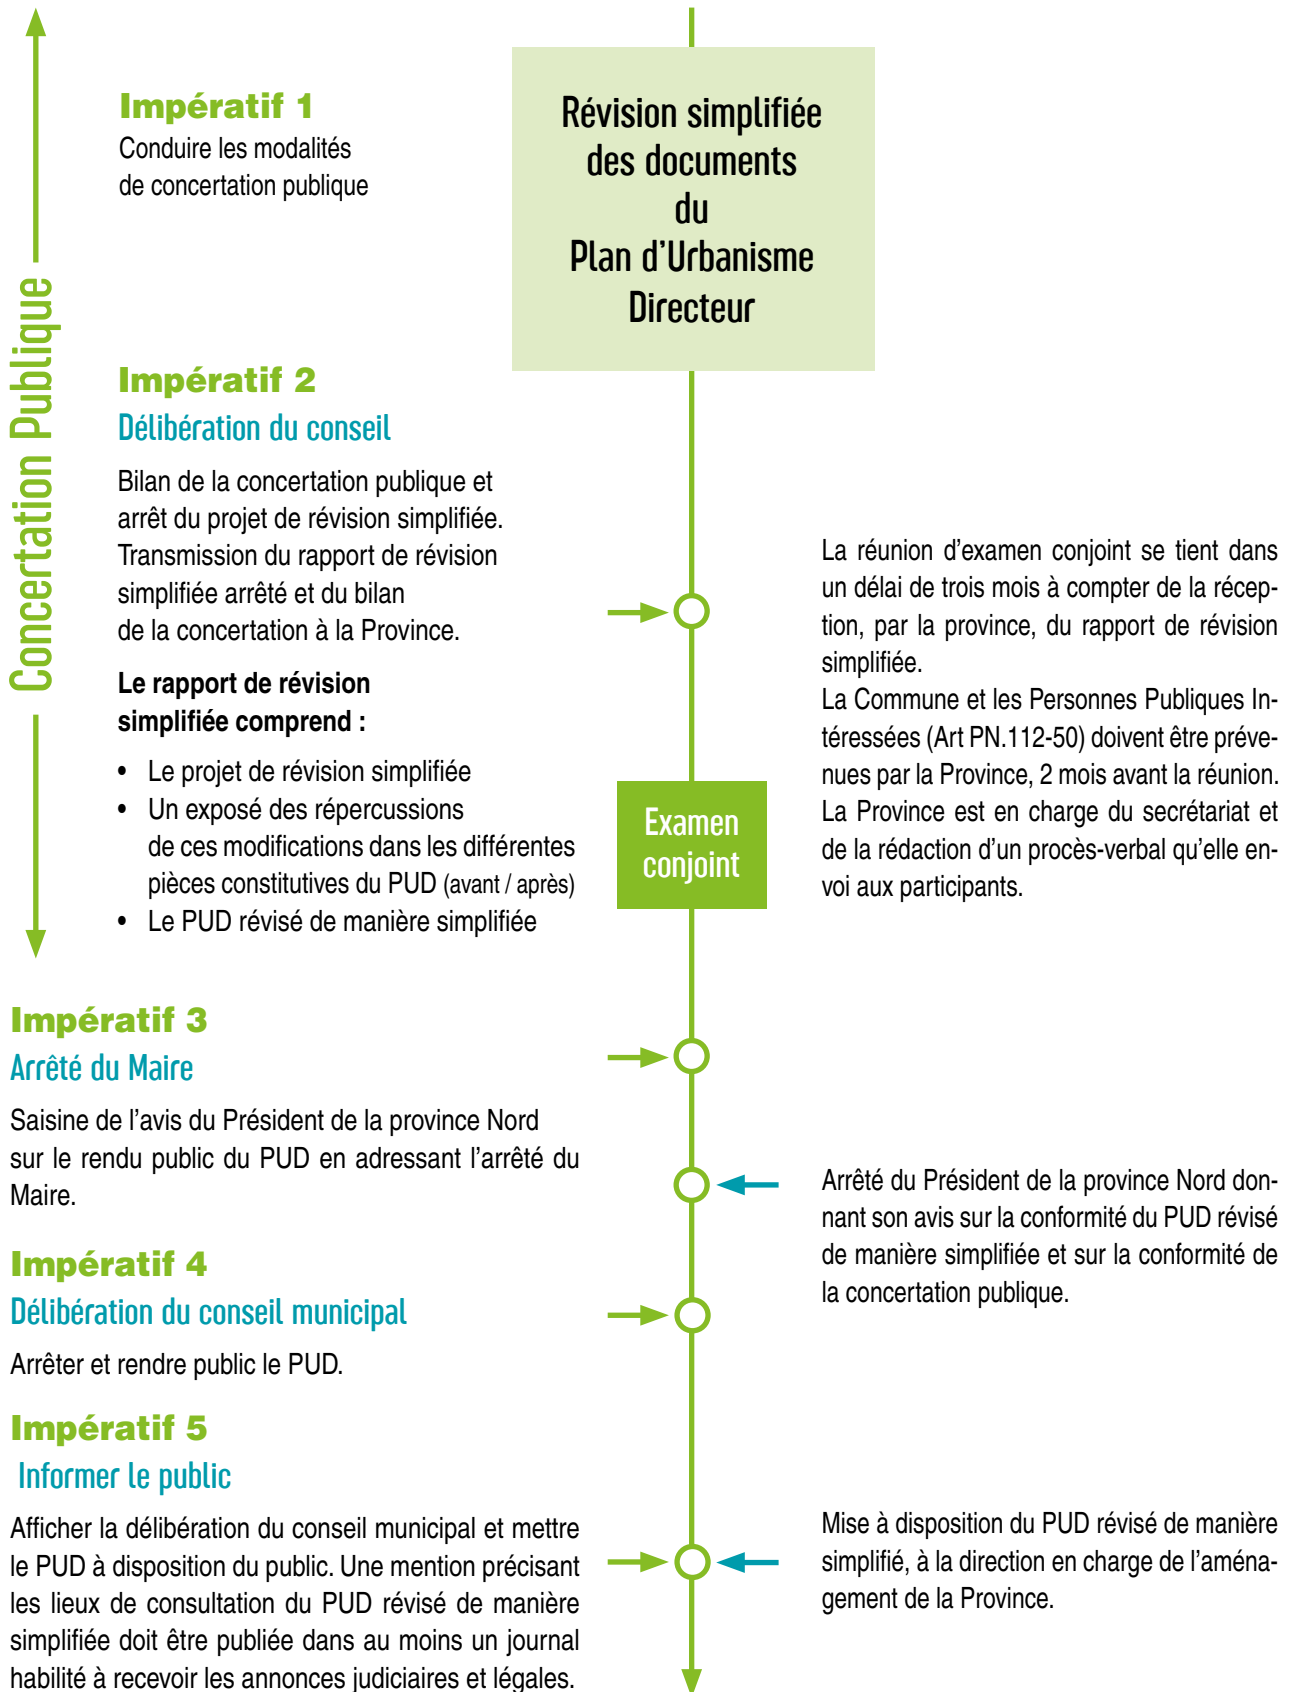 Concertation Publique
Impératif 1
Conduire les modalités
de concertation publique
Révision simplifiée
des documents
du
Plan d'Urbanisme
Directeur
Impératif 2
Délibération du conseil
Bilan de la concertation publique et
arrêt du projet de révision simplifiée.
Transmission du rapport de révision
simplifiée arrêté et du bilan
de la concertation à la Province.
Le rapport de révision
simplifiée comprend :
• Le projet de révision simplifiée
• Un exposé des répercussions
de ces modifications dans les différentes
pièces constitutives du PUD (avant / après)
• Le PUD révisé de manière simplifiée
La réunion d'examen conjoint se tient dans
un délai de trois mois à compter de la récep-
tion, par la province, du rapport de révision
simplifiée.
La Commune et les Personnes Publiques In-
téressées (Art PN.112-50) doivent être préve-
nues par la Province, 2 mois avant la réunion.
La Province est en charge du secrétariat et
de la rédaction d'un procès-verbal qu'elle en-
voi aux participants.
Examen
conjoint
Impératif 3
Arrêté du Maire
Saisine de l'avis du Président de la province Nord
sur le rendu public du PUD en adressant l'arrêté du
Maire.
Arrêté du Président de la province Nord don-
nant son avis sur la conformité du PUD révisé
de manière simplifiée et sur la conformité de
la concertation publique.
Impératif 4
Délibération du conseil municipal
Arrêter et rendre public le PUD.
Impératif 5
Informer le public
Afficher la délibération du conseil municipal et mettre
le PUD à disposition du public. Une mention précisant
les lieux de consultation du PUD révisé de manière
simplifiée doit être publiée dans au moins un journal
habilité à recevoir les annonces judiciaires et légales.
Mise à disposition du PUD révisé de manière
simplifié, à la direction en charge de l'aména-
gement de la Province.